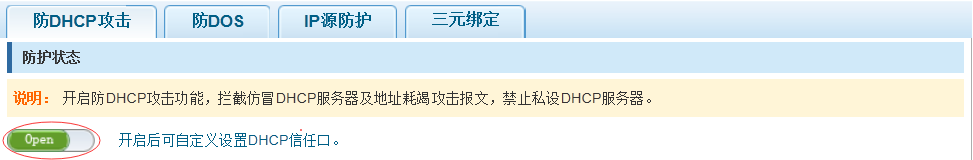 防DHCP攻击 防DOS IP源防护 三元绑定
防护状态
说明： 开启防DHCP攻击功能，拦截仿冒DHCP服务器及地址耗竭攻击报文，禁止私设DHCP服务器。
Open 开启后可自定义设置DHCP信任口。